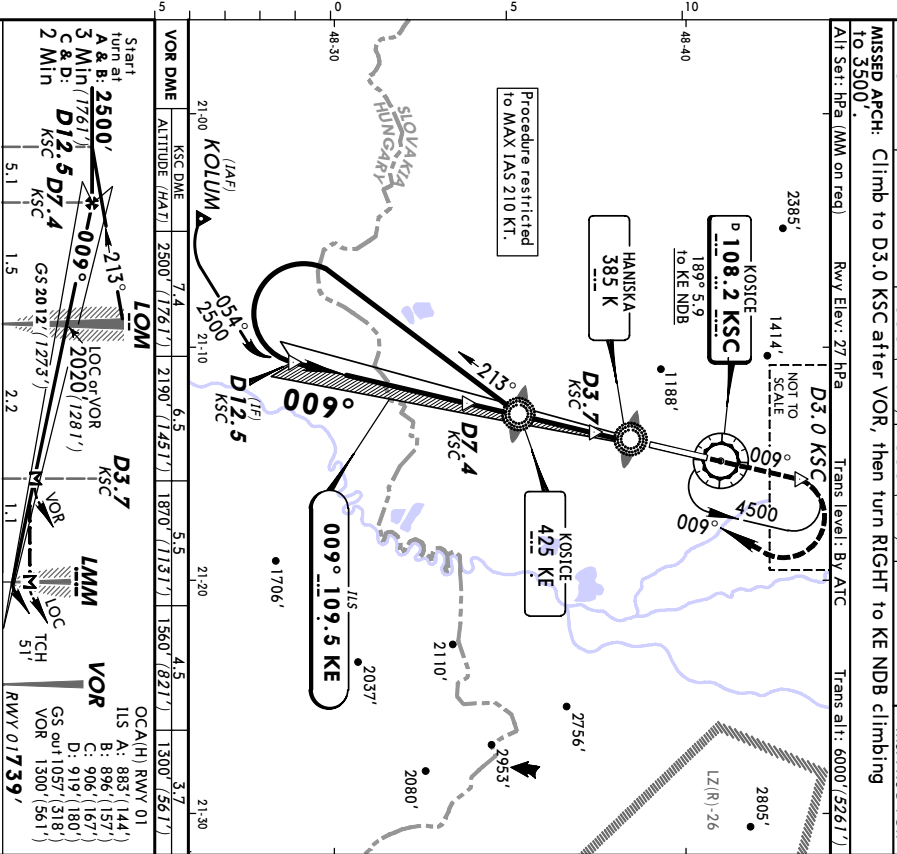 MISSED APCH: Climb to D3.0 KSC after VOR, then turn RIGHT to KE NDB climbing
to 3500'.
Alt Set: hPa (MM on req) Rwy Elev: 27 hPa Trans level: By ATC Trans alt: 6000'(5261')
2385'
1414'
NOT TO
SCALE
D3.0 KSC
LZ(R)-26
2805'
KOSICE
D 108.2 KSC
189° 5.9
to KE NDB
009°
4500
009°
1188'
HANISKA
385 K
D3.7
KSC
Procedure restricted
to MAX IAS 210 KT.
213°
KOSICE
425 KE
2756'
D7.4
KSC
2953'
2110'
2080'
SLOVAKIA
HUNGARY
009°
ILS
009° 109.5 KE
2037'
1706'
(IAF)
KOLUM
054°
2500
(IF)
D12.5
KSC
48-40
48-30
10
5
0
5
21-00
21-10
21-20
21-30
VOR DME
KSC DME 7.4 6.5 5.5 4.5 3.7
ALTITUDE (HAT) 2500'(1761') 2190'(1451') 1870'(1131') 1560'(821') 1300'(561')
Start
turn at
A & B:
3 Min
C & D:
2 Min
2500'
(1761')
D12.5
KSC
D7.4
KSC
213°
009°
LOM
LOC or VOR
2020'(1281')
GS 2012'(1273')
D3.7
KSC
M
VOR
LMM
M
LOC
TCH
51'
VOR
5.1
1.5
2.2
1.1
OCA(H) RWY 01
ILS A: 883'(144')
B: 896'(157')
C: 906'(167')
D: 919'(180')
GS out 1057'(318')
VOR 1300'(561')
RWY 01 739'